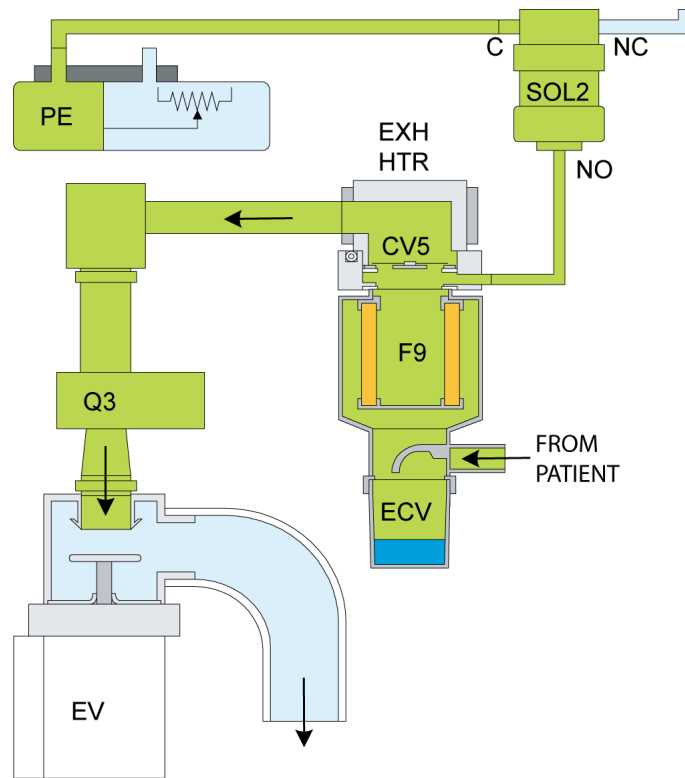 C
NC
PE
SOL2
EXH
HTR
NO
CV5
F9
Q3
FROM
PATIENT
ECV
EV